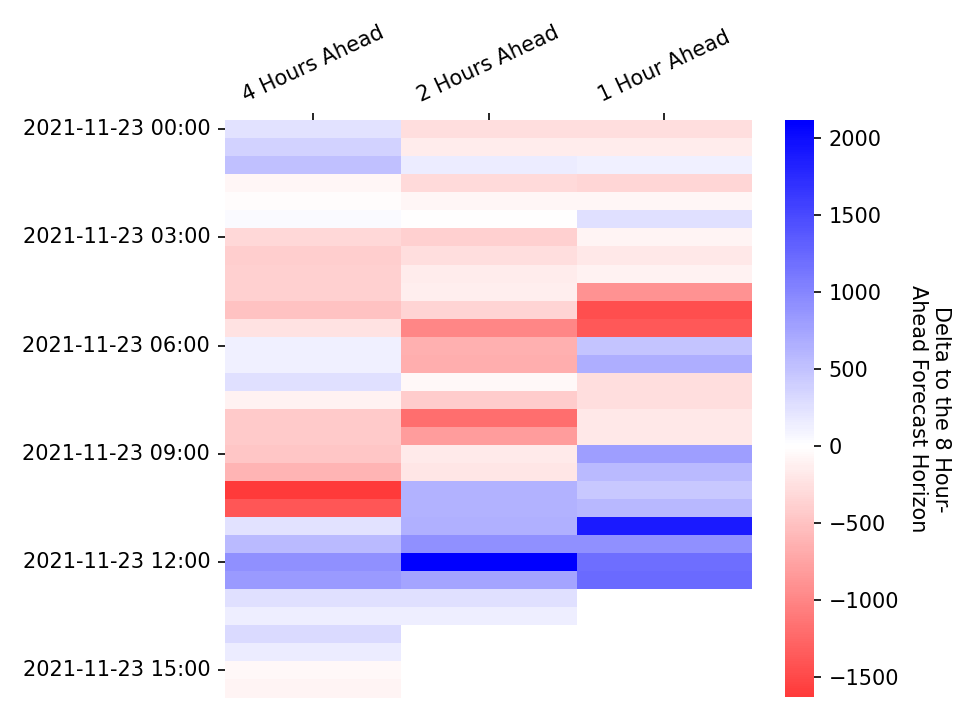 4 Hours Ahead
2 Hours Ahead
1 Hour Ahead
2021-11-23 00:00
2021-11-23 03:00
2021-11-23 06:00
2021-11-23 09:00
2021-11-23 12:00
2021-11-23 15:00
2000
1500
1000
500
0
−500
−1000
−1500
Delta to the 8 Hour-
Ahead Forecast Horizon